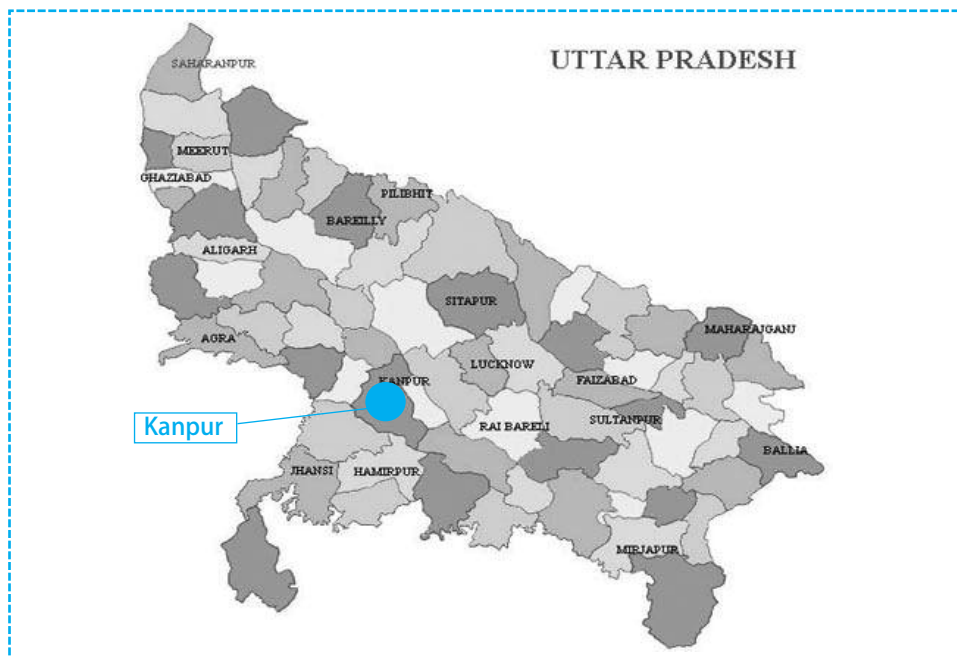 UTTAR PRADESH
SAHARANPUR
MEERUT
GHAZIABAD
PILIBHIT
BAREILLY
ALIGARH
SITAPUR
MAHARAJGANJ
AGRA
LUCKNOW
KANPUR
FAIZABAD
Kanpur
SULTANPUR
RAI BARELI
BALLIA
JHANSI
HAMIRPUR
MIRJAPUR